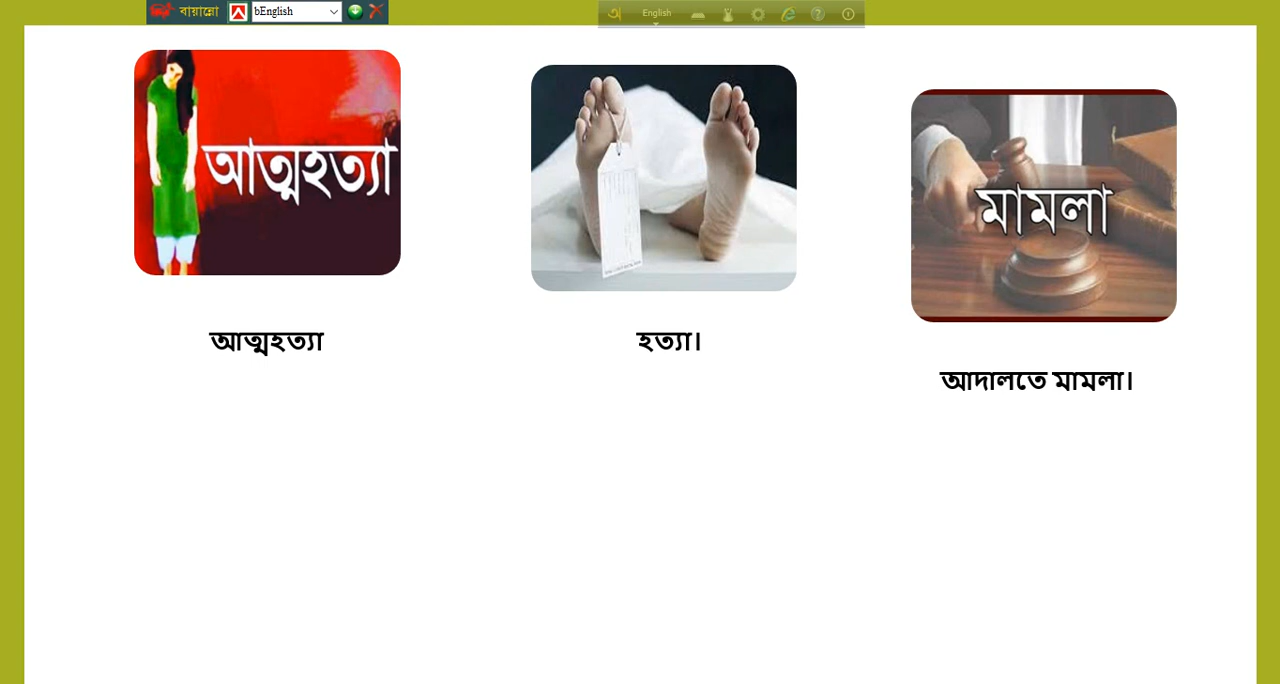 বায়ান্নো
bEnglish
অ
English
আত্মহত্যা
মামলা
আত্মহত্যা
হত্যা।
আদালতে মামলা।